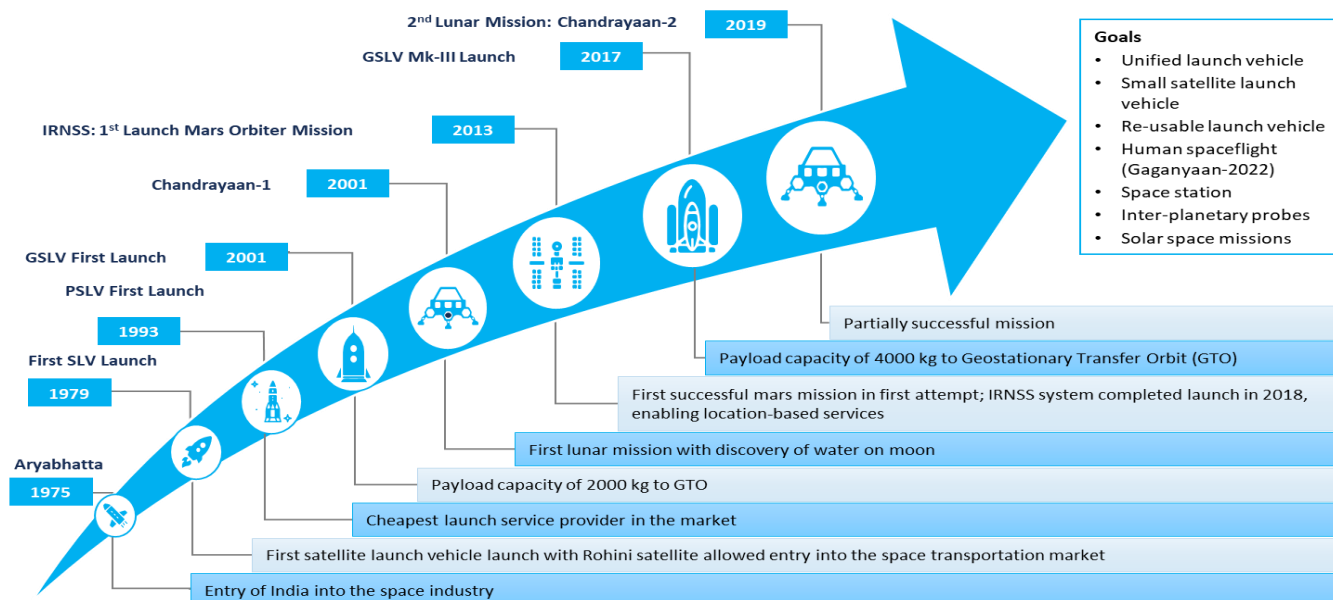 2nd Lunar Mission: Chandrayaan-2
2019
GSLV Mk-III Launch
2017
IRNSS: 1st Launch Mars Orbiter Mission
2013
Chandrayaan-1
2001
GSLV First Launch
2001
PSLV First Launch
1993
First SLV Launch
1979
Aryabhatta
1975
Goals
• Unified launch vehicle
• Small satellite launch
vehicle
• Re-usable launch vehicle
• Human spaceflight
(Gaganyaan-2022)
• Space station
• Inter-planetary probes
• Solar space missions
Partially successful mission
Payload capacity of 4000 kg to Geostationary Transfer Orbit (GTO)
First successful mars mission in first attempt; IRNSS system completed launch in 2018,
enabling location-based services
First lunar mission with discovery of water on moon
Payload capacity of 2000 kg to GTO
Cheapest launch service provider in the market
First satellite launch vehicle launch with Rohini satellite allowed entry into the space transportation market
Entry of India into the space industry